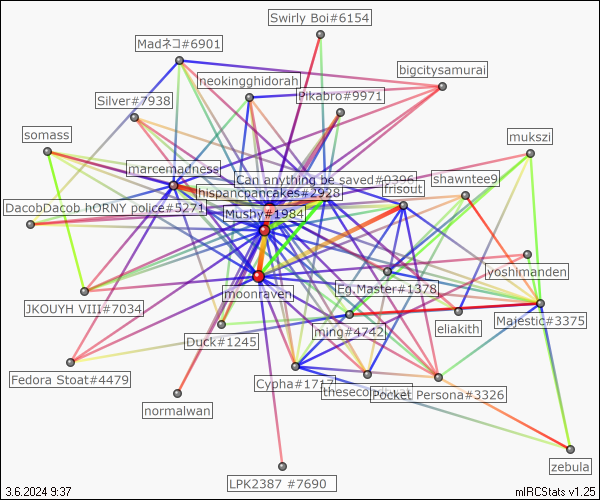 Swirly Boi#6154
Madネコ#6901
bigcitysamurai
neokingghidorah
Pikabro#9971
Silver#7938
somass
mukszi
marcemadness
Can anything be saved#0396
shawntee9
hispancpancakes#2928
frisout
DacobDacob hORNY police#5271
Mushy#1984
yoshimanden
moonraven
Eg.Master#1378
JKOUYH VIII#7034
Majestic#3375
eliakith
ming#4742
Duck#1245
Fedora Stoat#4479
Cypha#1717
Pocket Persona#3326
normalwan
zebula
LPK2387 #7690
3.6.2024 9:37
mIRCStats v1.25